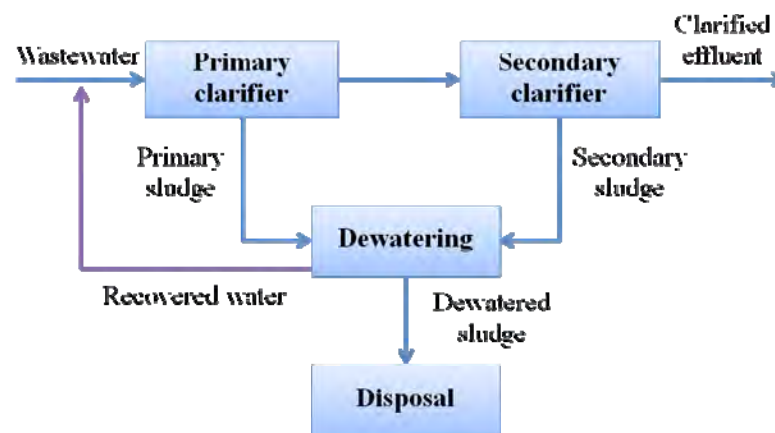 Clarified
effluent
Wastewater
Primary
clarifier
Secondary
clarifier
Primary
sludge
Secondary
sludge
Dewatering
Recovered water
Dewatered
sludge
Disposal